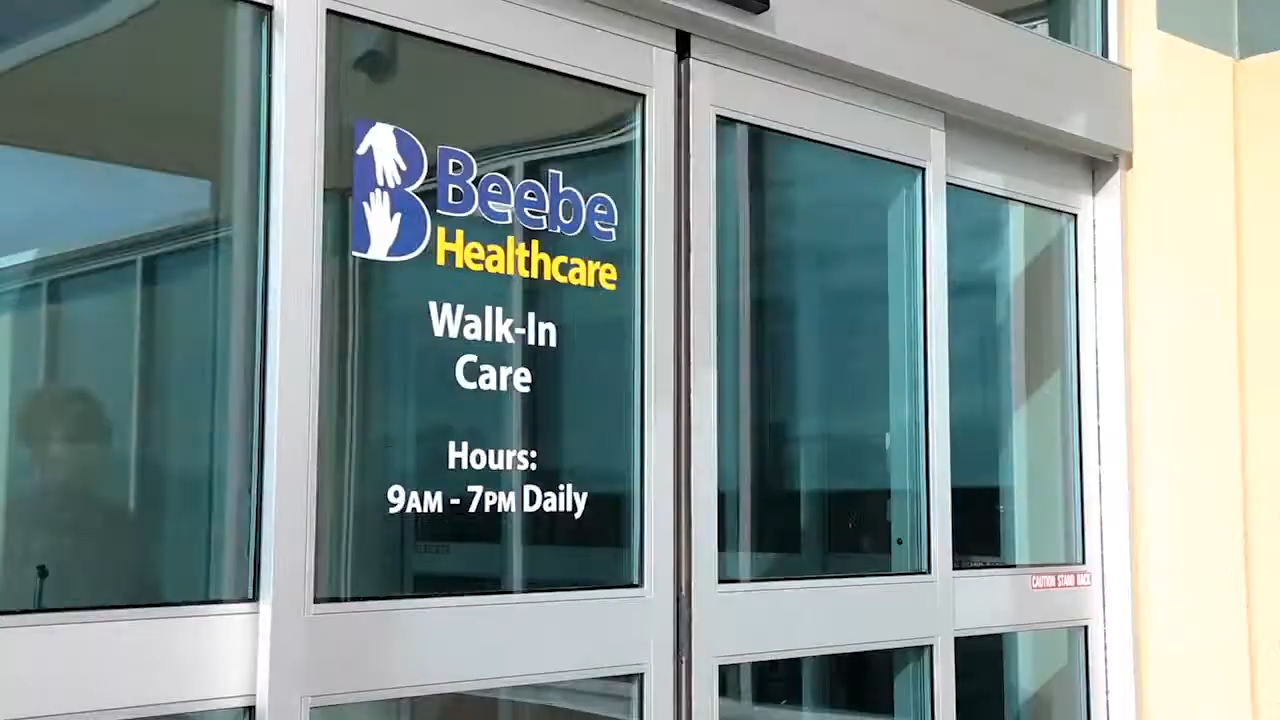 Beebe
Healthcare
Walk-In
Care
Hours:
9AM - 7PM Daily
CAUTION STAND BACK